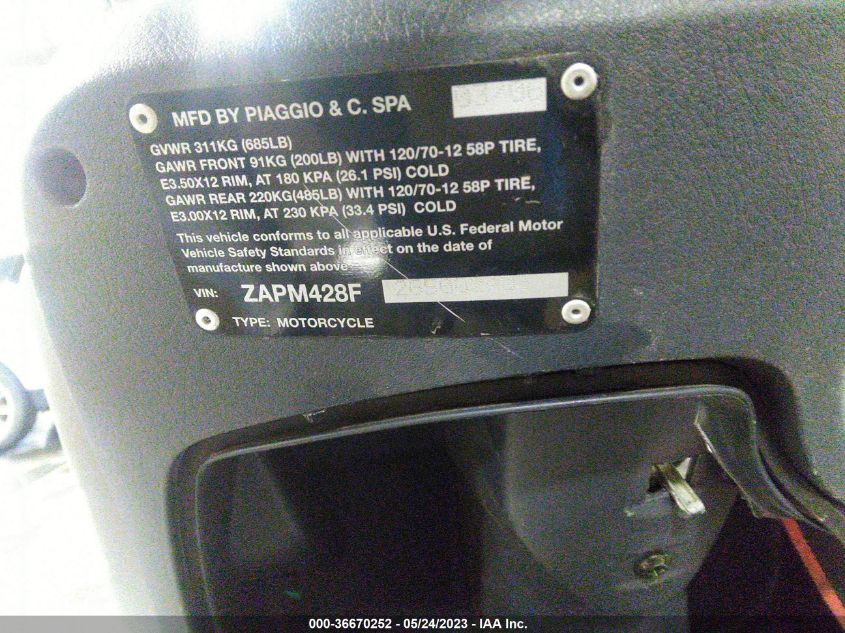 MFD BY PIAGGIO & C. SPA
GVWR 311KG (685LB)
GAWR FRONT 91KG (200LB) WITH 120/70-12 58P TIRE,
E3.50X12 RIM, AT 180 KPA (26.1 PSI) COLD
GAWR REAR 220KG(485LB) WITH 120/70-12 58P TIRE,
E3.00X12 RIM, AT 230 KPA (33.4 PSI) COLD
This vehicle conforms to all applicable U.S. Federal Motor
Vehicle Safety Standards in effect on the date of
manufacture shown above
VIN: ZAPM428F
TYPE: MOTORCYCLE
000-36670252 - 05/24/2023 - IAA Inc.